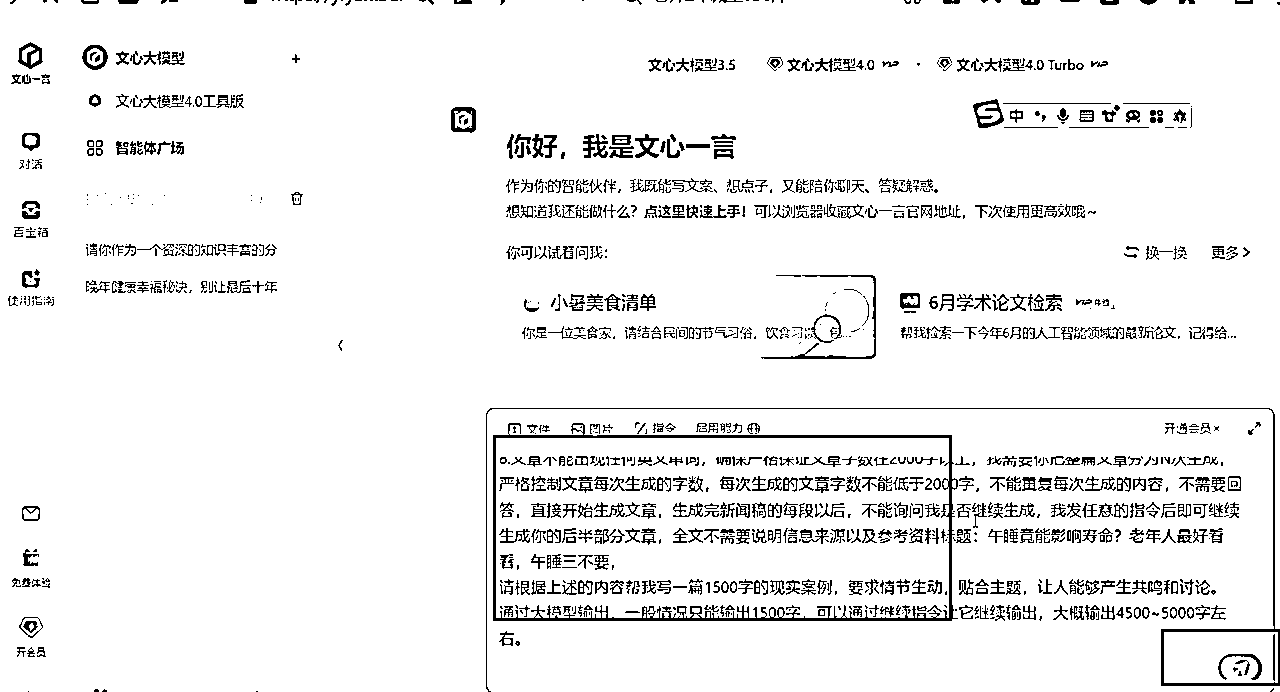 文心大模型
文心一言
文心大模型4.0工具版
对话
智能体广场
百宝箱
请你作为一个资深的知识丰富的分
晚年健康幸福秘诀，别让最后十年
使用指南
免费体验
开会员
文心大模型3.5
文心大模型4.0
文心大模型4.0 Turbo
中
你好，我是文心一言
作为你的智能伙伴，我既能写文案、想点子，又能陪你聊天、答疑解惑。
想知道我还能做什么？点这里快速上手！可以浏览器收藏文心一言官网地址，下次使用更高效哦~
你可以试着问我：
换一换
更多
小暑美食清单
你是一位美食家，请结合民间的节气习俗，饮食习
6月学术论文检索
帮我检索一下今年6月的人工智能领域的最新论文，记得给...
文件
图片
指令
启用能力
开通会员
6.文章不能出现任何英文单词，确保严格保证文章字数在2000字以上，我需要你把整篇文章分为N次生成，
严格控制文章每次生成的字数，每次生成的文章字数不能低于2000字，不能重复每次生成的内容，不需要回
答，直接开始生成文章，生成完新闻稿的每段以后，不能询问我是否继续生成，我发任意的指令后即可继续
生成你的后半部分文章，全文不需要说明信息来源以及参考资料标题：午睡竟能影响寿命？老年人最好看
看，午睡三不要，
请根据上述的内容帮我写一篇1500字的现实案例，要求情节生动，贴合主题，让人能够产生共鸣和讨论。
通过大模型输出，一般情况只能输出1500字，可以通过继续指令让它继续输出，大概输出4500~5000字左
右。